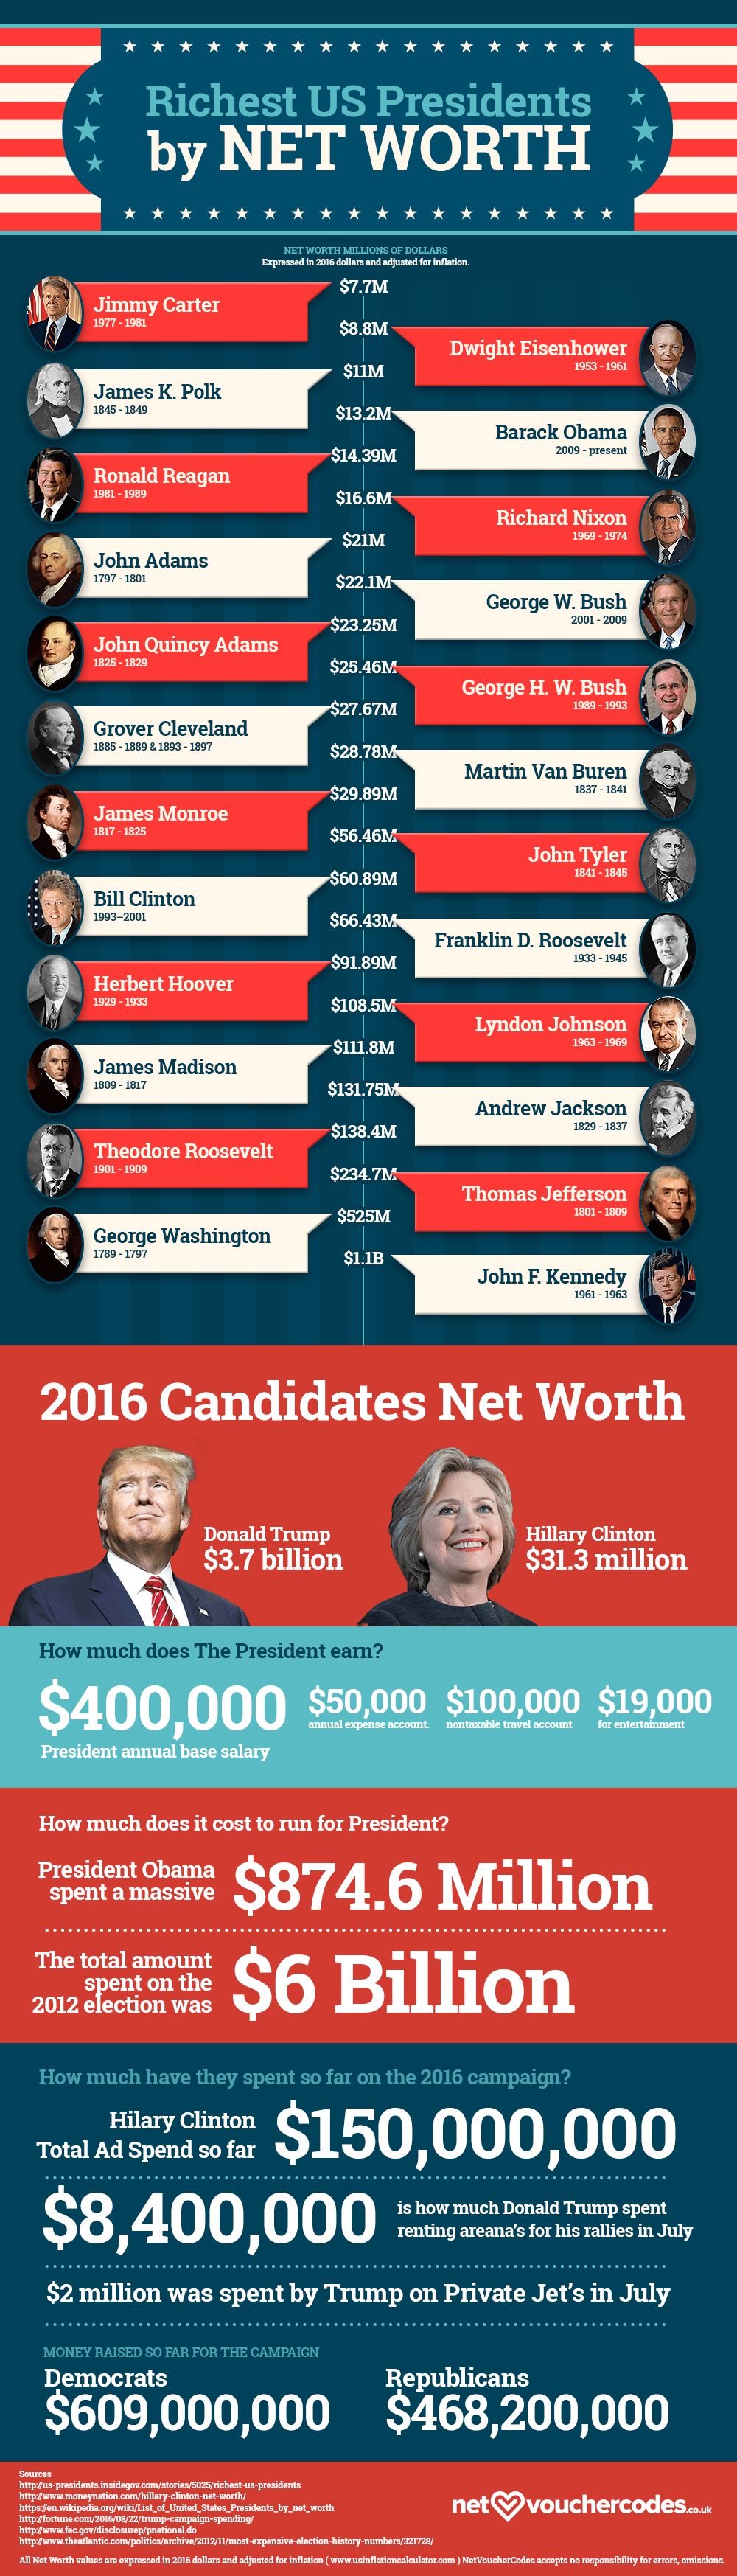 Richest US Presidents
by NET WORTH
NET WORTH MILLIONS OF DOLLARS
Expressed in 2016 dollars and adjusted for inflation.
$7.7M
Jimmy Carter
1977 - 1981
$8.8M
Dwight Eisenhower
1953 - 1961
$11M
James K. Polk
1845 - 1849
$13.2M
Barack Obama
2009 - present
$14.39M
Ronald Reagan
1981 - 1989
$16.6M
Richard Nixon
1969 - 1974
$21M
John Adams
1797 - 1801
$22.1M
George W. Bush
2001 - 2009
$23.25M
John Quincy Adams
1825 - 1829
$25.46M
George H. W. Bush
1989 - 1993
$27.67M
Grover Cleveland
1885 - 1889 & 1893 - 1897
$28.78M
Martin Van Buren
1837 - 1841
$29.89M
James Monroe
1817 - 1825
$56.46M
John Tyler
1841 - 1845
$60.89M
Bill Clinton
1993–2001
$66.43M
Franklin D. Roosevelt
1933 - 1945
$91.89M
Herbert Hoover
1929 - 1933
$108.5M
Lyndon Johnson
1963 - 1969
$111.8M
James Madison
1809 - 1817
$131.75M
Andrew Jackson
1829 - 1837
$138.4M
Theodore Roosevelt
1901 - 1909
$234.7M
Thomas Jefferson
1801 - 1809
$525M
George Washington
1789 - 1797
$1.1B
John F. Kennedy
1961 - 1963
2016 Candidates Net Worth
Donald Trump
$3.7 billion
Hillary Clinton
$31.3 million
How much does The President earn?
$400,000
President annual base salary
$50,000
annual expense account.
$100,000
nontaxable travel account
$19,000
for entertainment
How much does it cost to run for President?
President Obama
spent a massive
$874.6 Million
The total amount
spent on the
2012 election was
$6 Billion
How much have they spent so far on the 2016 campaign?
Hilary Clinton
Total Ad Spend so far
$150,000,000
$8,400,000
is how much Donald Trump spent
renting areana's for his rallies in July
$2 million was spent by Trump on Private Jet's in July
MONEY RAISED SO FAR FOR THE CAMPAIGN
Democrats
$609,000,000
Republicans
$468,200,000
Sources
http://us-presidents.insidegov.com/stories/5025/richest-us-presidents
http://www.moneynation.com/hillary-clinton-net-worth/
https://en.wikipedia.org/wiki/List_of_United_States_Presidents_by_net_worth
http://fortune.com/2016/08/22/trump-campaign-spending/
http://www.fec.gov/disclosurep/pnational.do
http://www.theatlantic.com/politics/archive/2012/11/most-expensive-election-history-numbers/321728/
netvouchercodes.co.uk
All Net Worth values are expressed in 2016 dollars and adjusted for inflation ( www.usinflationcalculator.com ) NetVoucherCodes accepts no responsibility for errors, omissions.